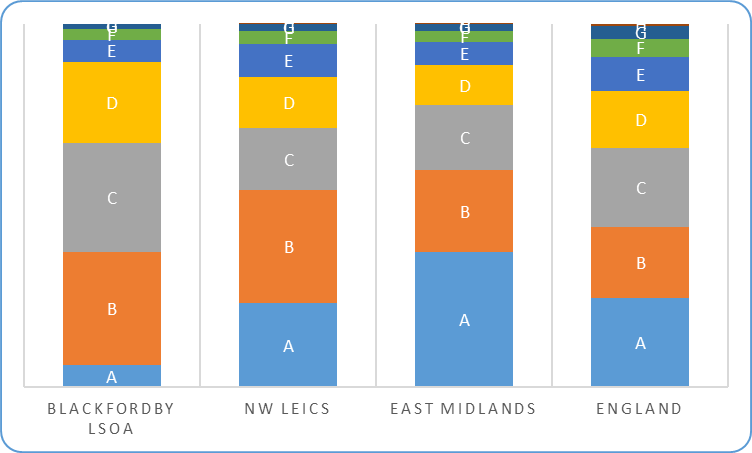 G G G H
F F F G
E E E F
D D D E
C C C D
B B B C
A A A B
A
BLACKFORDBY NW LEICS EAST MIDLANDS ENGLAND
LSOA